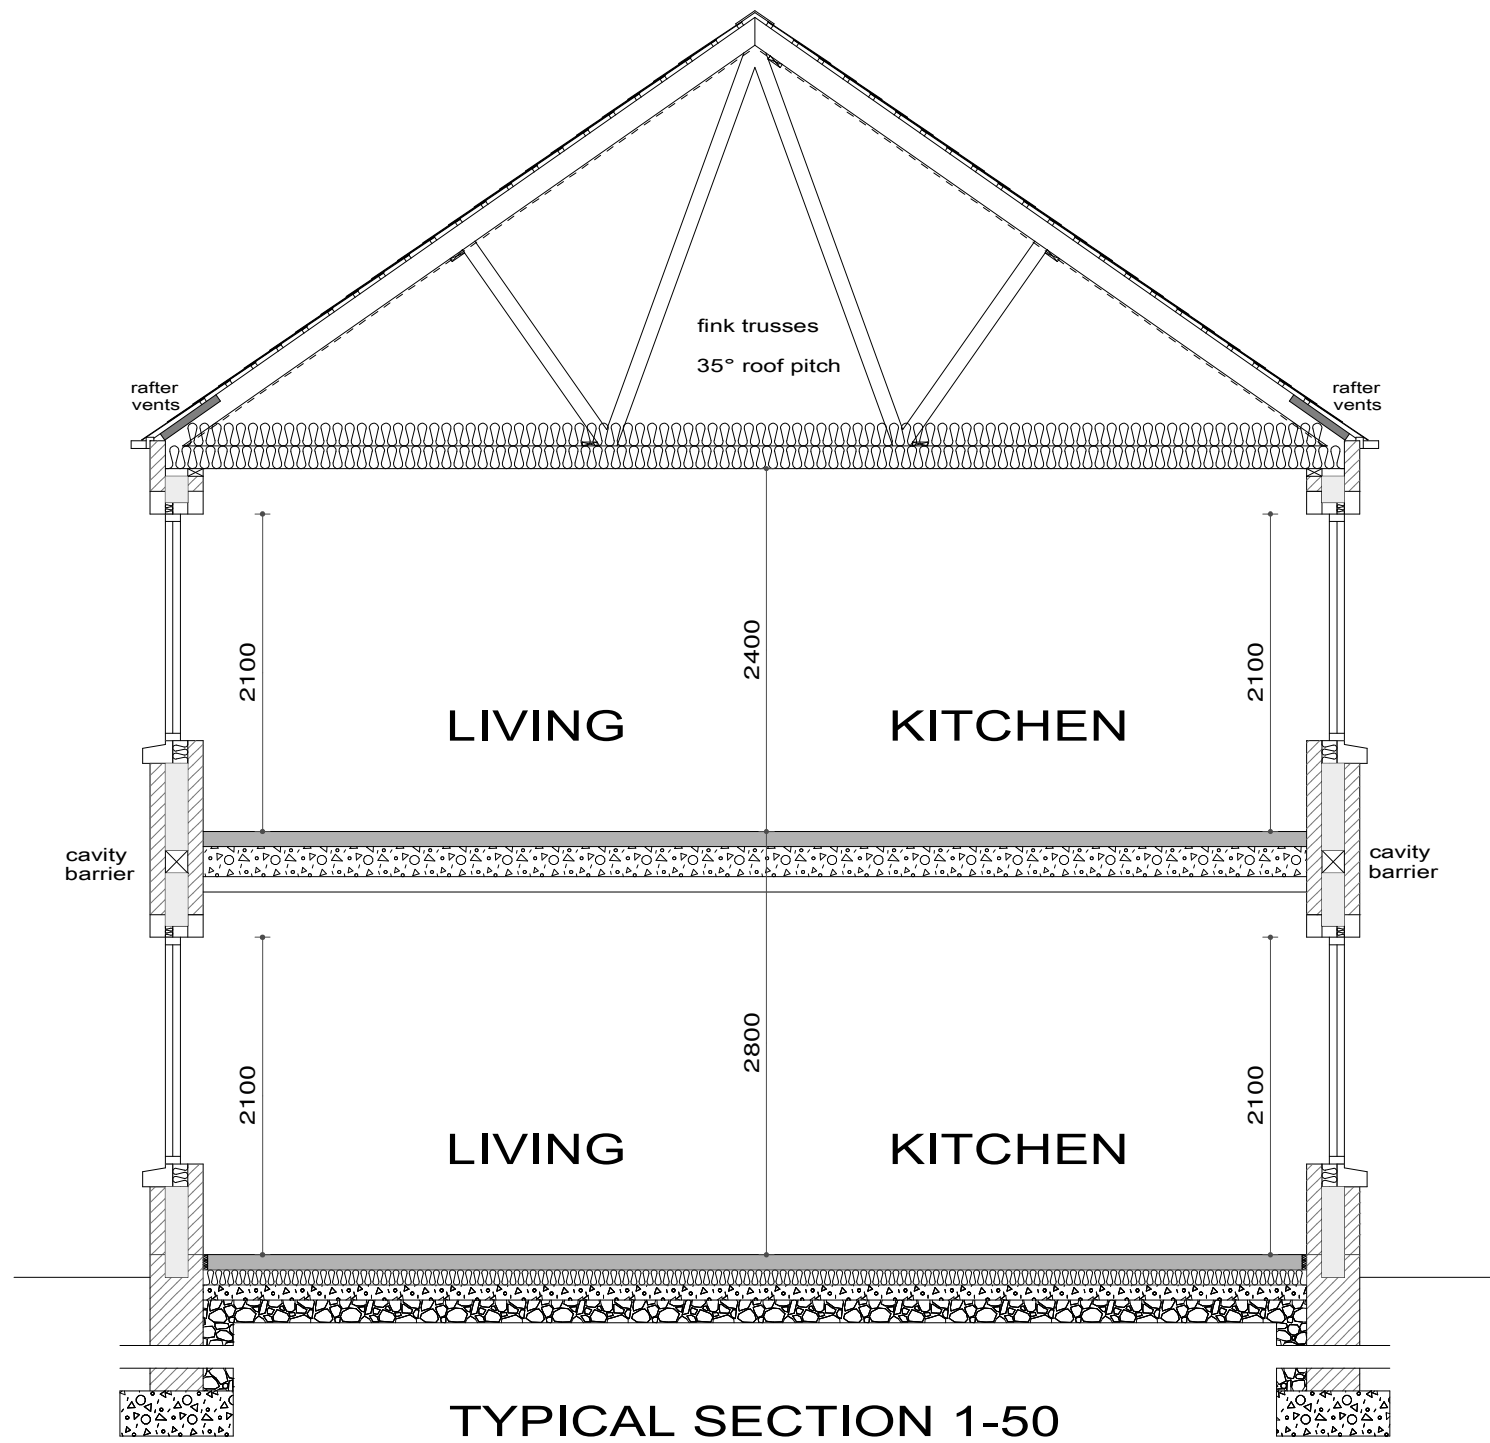 fink trusses
35° roof pitch
rafter
vents
rafter
vents
2100
2400
2100
LIVING
KITCHEN
cavity
barrier
cavity
barrier
2100
2800
2100
LIVING
KITCHEN
TYPICAL SECTION 1-50